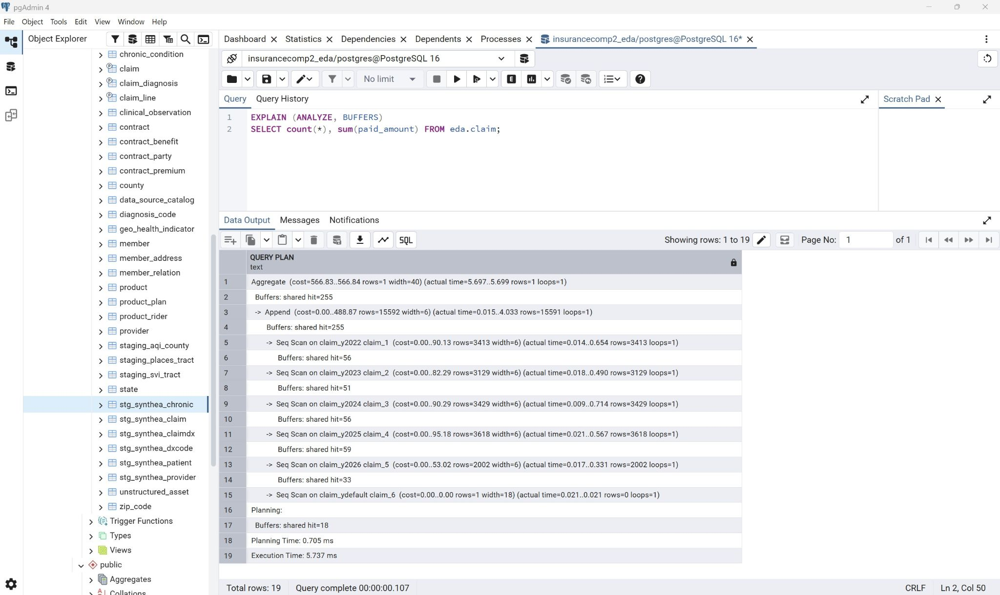 pgAdmin 4
File Object Tools Edit View Window Help
Object Explorer
chronic_condition
claim
claim_diagnosis
claim_line
clinical_observation
contract
contract_benefit
contract_party
contract_premium
county
data_source_catalog
diagnosis_code
geo_health_indicator
member
member_address
member_relation
product
product_plan
product_rider
provider
staging_aqi_county
staging_places_tract
staging_svi_tract
state
stg_synthea_chronic
stg_synthea_claim
stg_synthea_claimdx
stg_synthea_dxcode
stg_synthea_patient
stg_synthea_provider
unstructured_asset
zip_code
Trigger Functions
Types
Views
public
Aggregates
Collations
Dashboard Statistics Dependencies Dependents Processes insurancecomp2_eda/postgres@PostgreSQL 16*
insurancecomp2_eda/postgres@PostgreSQL 16
No limit
E
Query Query History
Scratch Pad
1 EXPLAIN (ANALYZE, BUFFERS)
2 SELECT count(*), sum(paid_amount) FROM eda.claim;
Data Output Messages Notifications
SQL Showing rows: 1 to 19 Page No: 1 of 1
QUERY PLAN
text
1 Aggregate (cost=566.83..566.84 rows=1 width=40) (actual time=5.697..5.699 rows=1 loops=1)
2 Buffers: shared hit=255
3 -> Append (cost=0.00..488.87 rows=15592 width=6) (actual time=0.015..4.033 rows=15591 loops=1)
4 Buffers: shared hit=255
5 -> Seq Scan on claim_y2022 claim_1 (cost=0.00..90.13 rows=3413 width=6) (actual time=0.014..0.654 rows=3413 loops=1)
6 Buffers: shared hit=56
7 -> Seq Scan on claim_y2023 claim_2 (cost=0.00..82.29 rows=3129 width=6) (actual time=0.018..0.490 rows=3129 loops=1)
8 Buffers: shared hit=51
9 -> Seq Scan on claim_y2024 claim_3 (cost=0.00..90.29 rows=3429 width=6) (actual time=0.009..0.714 rows=3429 loops=1)
10 Buffers: shared hit=56
11 -> Seq Scan on claim_y2025 claim_4 (cost=0.00..95.18 rows=3618 width=6) (actual time=0.021..0.567 rows=3618 loops=1)
12 Buffers: shared hit=59
13 -> Seq Scan on claim_y2026 claim_5 (cost=0.00..53.02 rows=2002 width=6) (actual time=0.017..0.331 rows=2002 loops=1)
14 Buffers: shared hit=33
15 -> Seq Scan on claim_ydefault claim_6 (cost=0.00..0.00 rows=1 width=18) (actual time=0.021..0.021 rows=0 loops=1)
16 Planning:
17 Buffers: shared hit=18
18 Planning Time: 0.705 ms
19 Execution Time: 5.737 ms
Total rows: 19 Query complete 00:00:00.107 CRLF Ln 2, Col 50